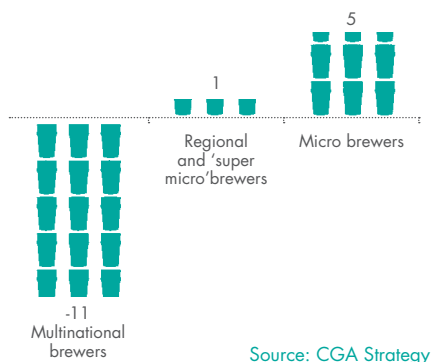 5
1
Regional
and ‘super
micro’brewers
Micro brewers
-11
Multinational
brewers
Source: CGA Strategy